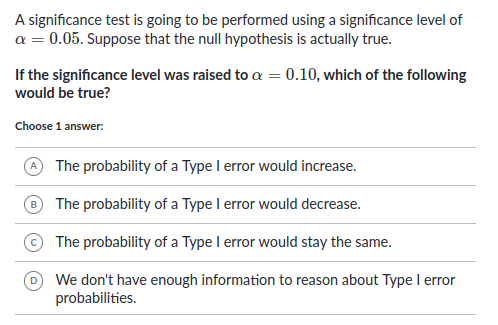 A significance test is going to be performed using a significance level of
α = 0.05. Suppose that the null hypothesis is actually true.
If the significance level was raised to α = 0.10, which of the following
would be true?
Choose 1 answer:
A The probability of a Type I error would increase.
B The probability of a Type I error would decrease.
C The probability of a Type I error would stay the same.
D We don't have enough information to reason about Type I error
probabilities.